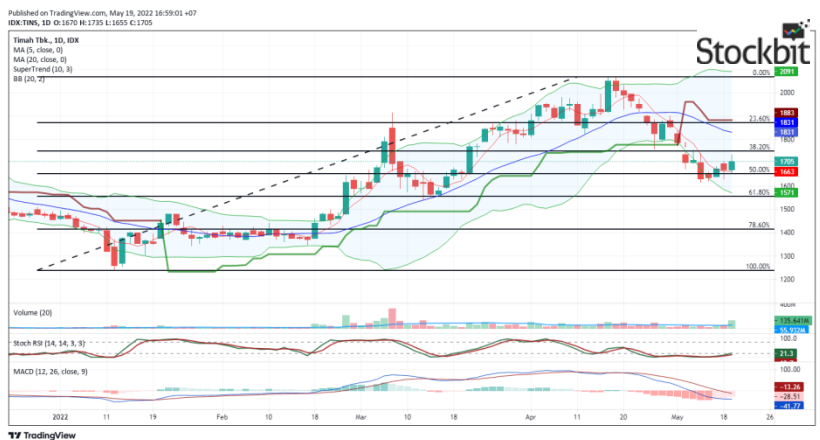 Published on TradingView.com, May 19, 2022 16:59:01 +07
IDX:TINS, 1D O:1670 H:1735 L:1655 C:1705
Timah Tbk., 1D, IDX
MA (5, close, 0)
MA (20, close, 0)
SuperTrend (10, 3)
BB (20, 2)
Stockbit
0.00%
2091
2000
1883
23.60%
1831
1831
1800
38.20%
1705
50.00%
1663
1600
61.80%
1571
1500
78.60%
1400
1300
100.00%
1200
Volume (20)
400M
135.641M
55.932M
Stoch RSI (14, 14, 3, 3)
100.0
21.3
MACD (12, 26, close, 9)
100.00
-13.26
-28.51
-41.77
2022 11 19 Feb 10 18 Mar 10 18 Apr 11 20 May 18 26
TradingView